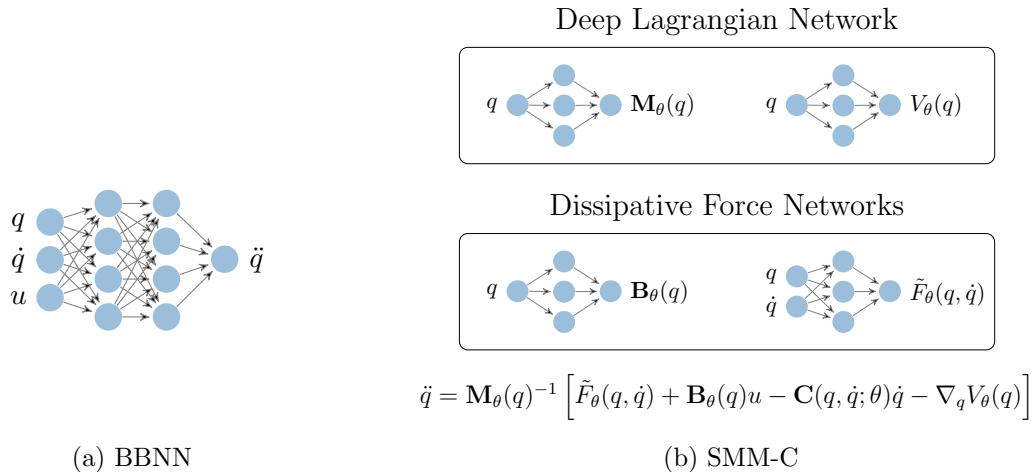 Deep Lagrangian Network
q
𝐌_θ(q)
q
V_θ(q)
q
q̇
u
q̈
Dissipative Force Networks
q
𝐁_θ(q)
q
q̇
F̃_θ(q, q̇)
q̈ = 𝐌_θ(q)⁻¹ [F̃_θ(q, q̇) + 𝐁_θ(q)u − 𝐂(q, q̇; θ)q̇ − ∇_q V_θ(q)]
(a) BBNN
(b) SMM-C